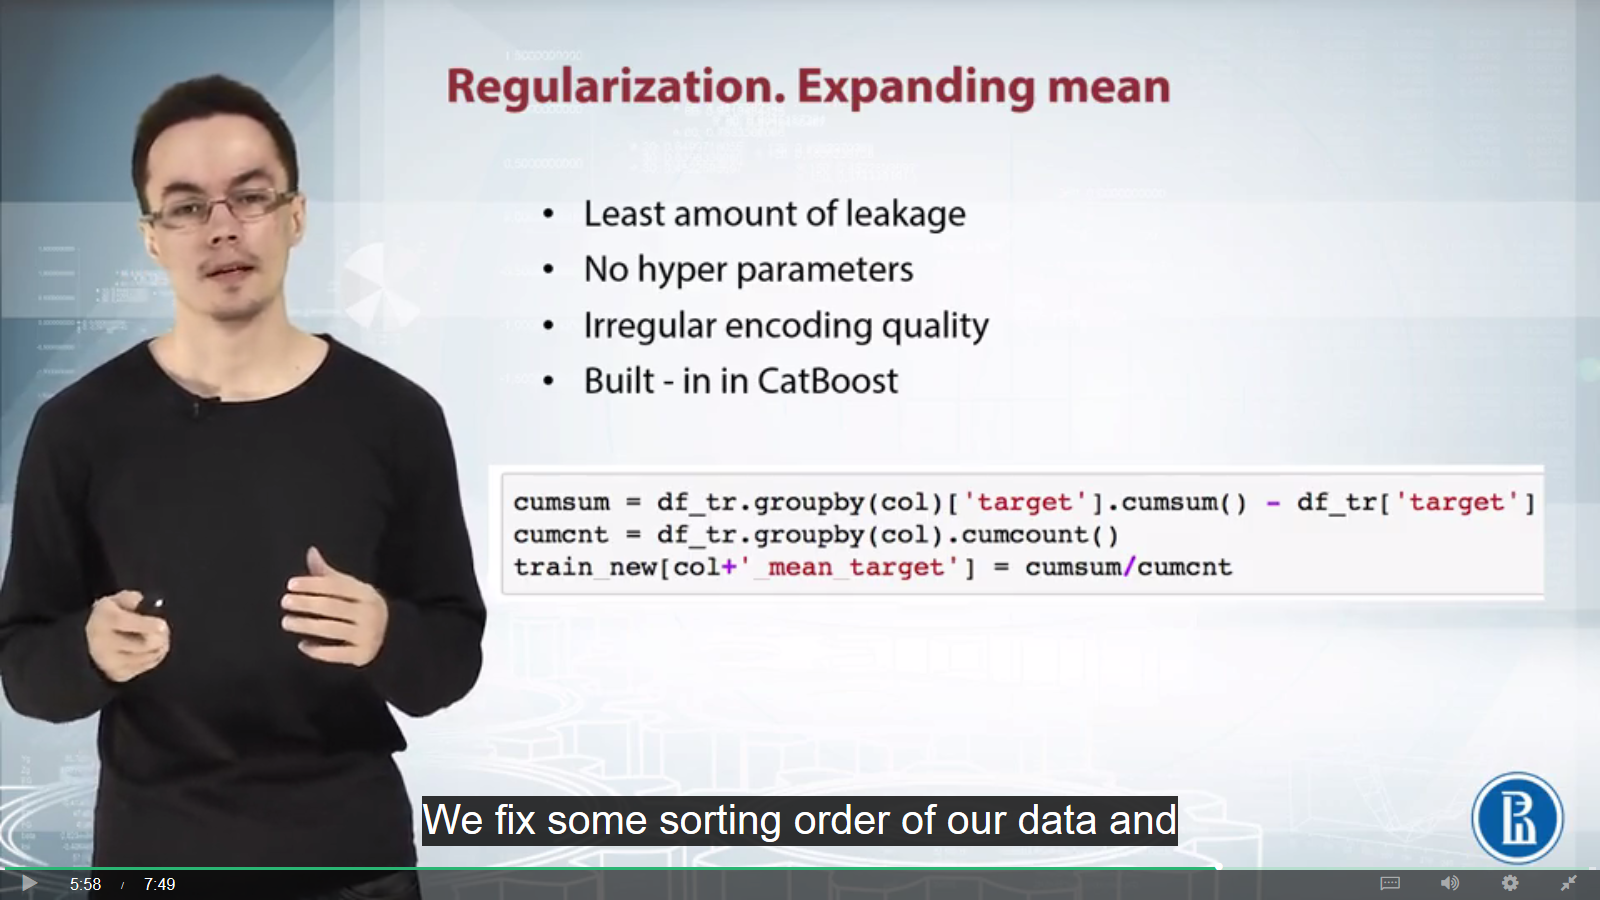 Regularization. Expanding mean
• Least amount of leakage
• No hyper parameters
• Irregular encoding quality
• Built - in in CatBoost
cumsum = df_tr.groupby(col)['target'].cumsum() - df_tr['target']
cumcnt = df_tr.groupby(col).cumcount()
train_new[col+'_mean_target'] = cumsum/cumcnt
We fix some sorting order of our data and
5:58 / 7:49